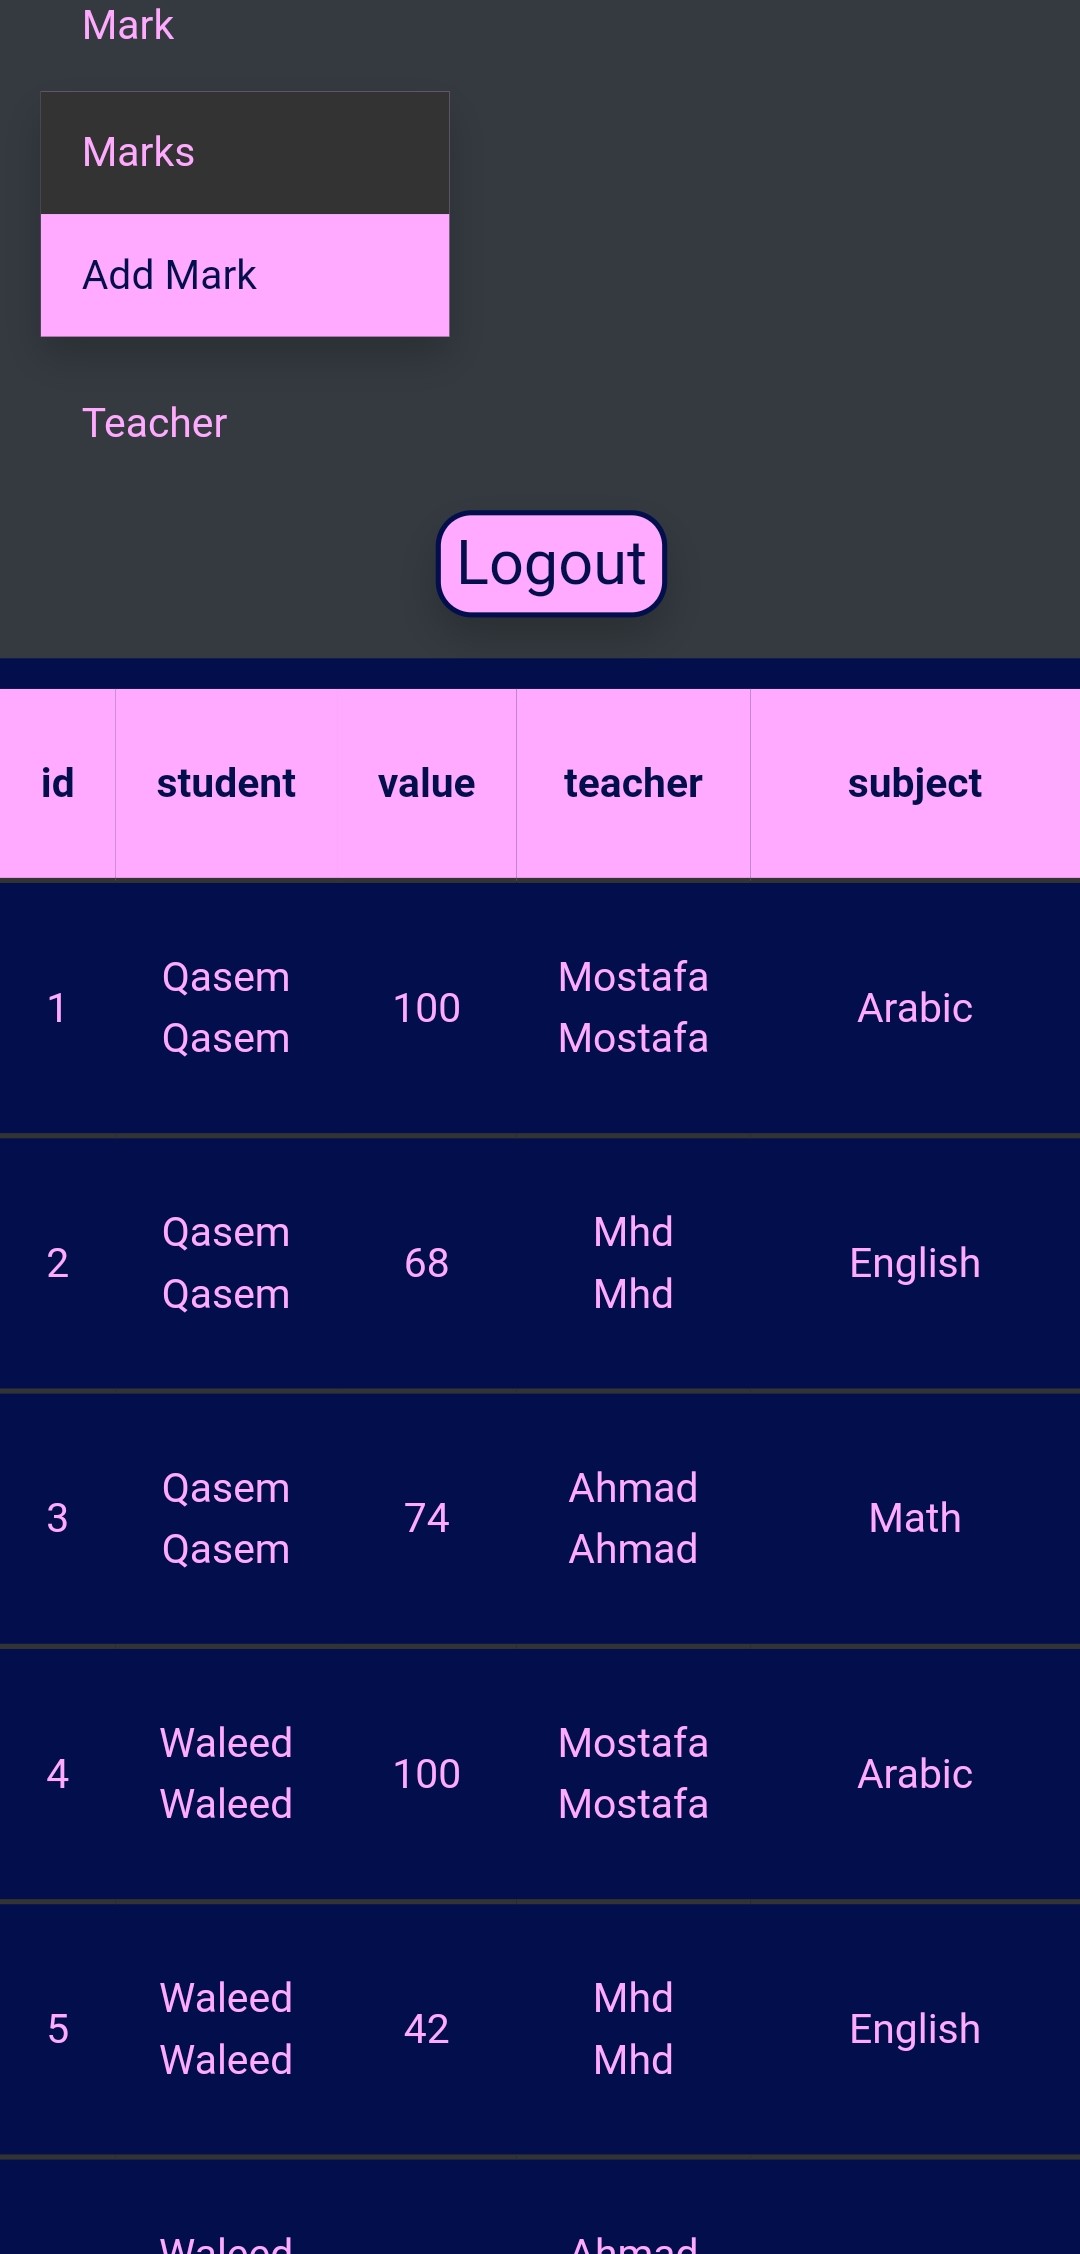 Mark
Marks
Add Mark
Teacher
Logout
id student value teacher subject
1 Qasem Qasem 100 Mostafa Mostafa Arabic
2 Qasem Qasem 68 Mhd Mhd English
3 Qasem Qasem 74 Ahmad Ahmad Math
4 Waleed Waleed 100 Mostafa Mostafa Arabic
5 Waleed Waleed 42 Mhd Mhd English
Waleed Ahmad